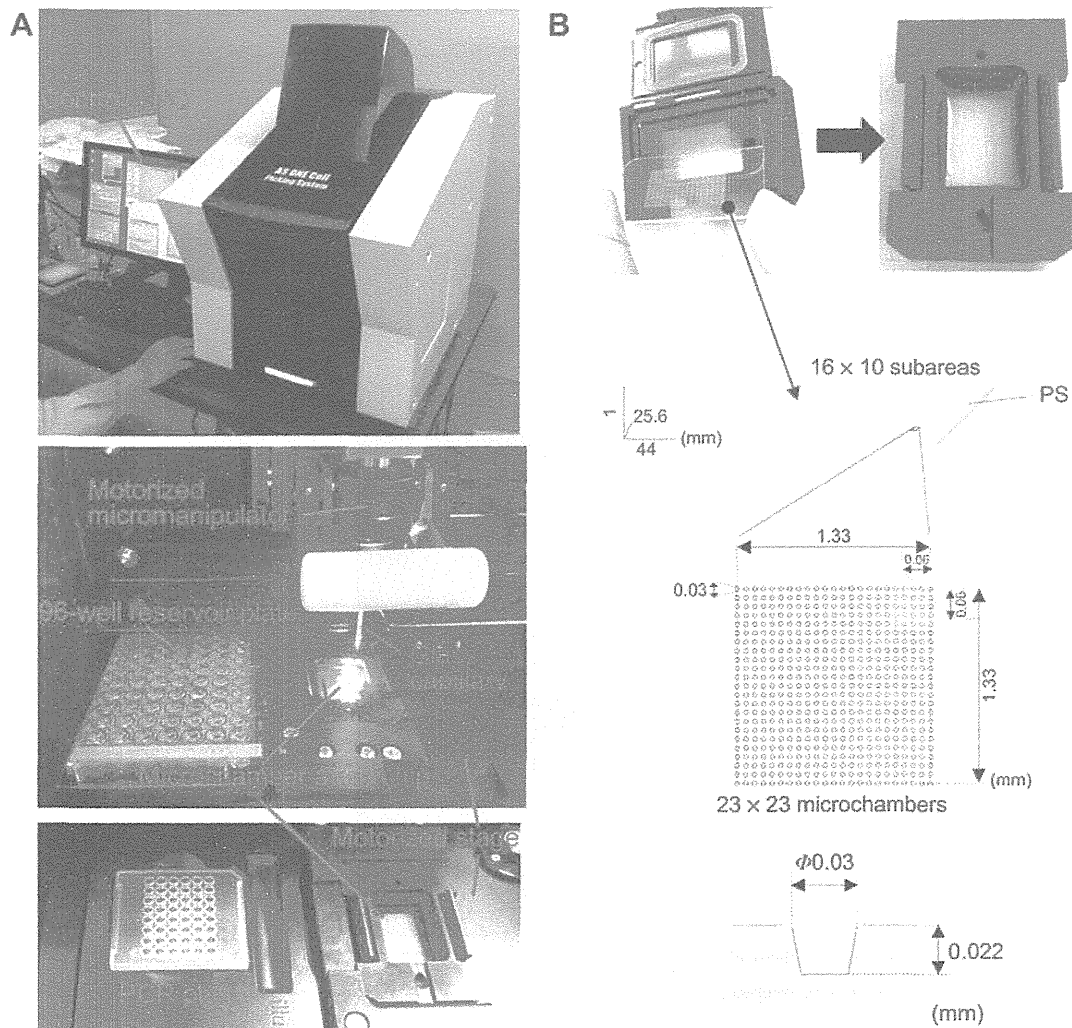 A
AS ONE Cell
Picking System
Motorized
micromanipulator
96-well
Motorized stage
B
16 × 10 subareas
PS
1
25.6
44
(mm)
1.33
0.06
0.03
0.06
1.33
(mm)
23 × 23 microchambers
Φ0.03
0.022
(mm)